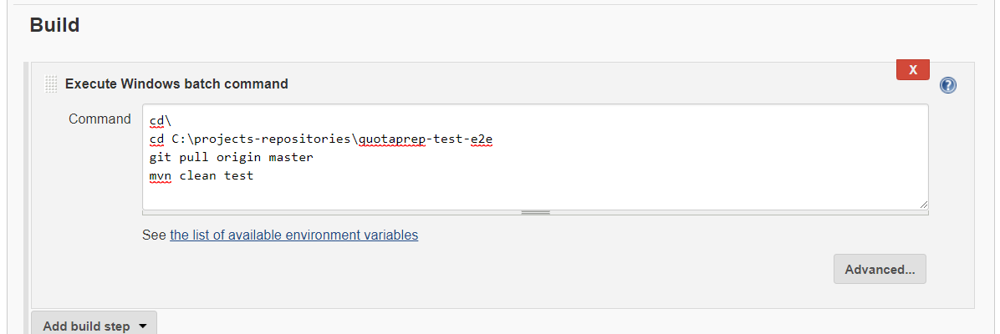 Build
X
Execute Windows batch command
?
Command
cd\
cd C:\projects-repositories\quotaprep-test-e2e
git pull origin master
mvn clean test
See the list of available environment variables
Advanced...
Add build step